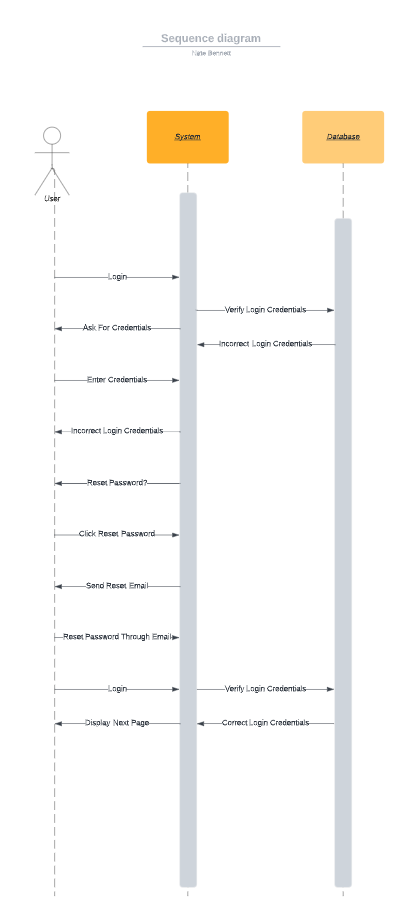 Sequence diagram
Nate Bennett
System
Database
User
Login
Verify Login Credentials
Ask For Credentials
Incorrect Login Credentials
Enter Credentials
Incorrect Login Credentials
Reset Password?
Click Reset Password
Send Reset Email
Reset Password Through Email
Login
Verify Login Credentials
Display Next Page
Correct Login Credentials